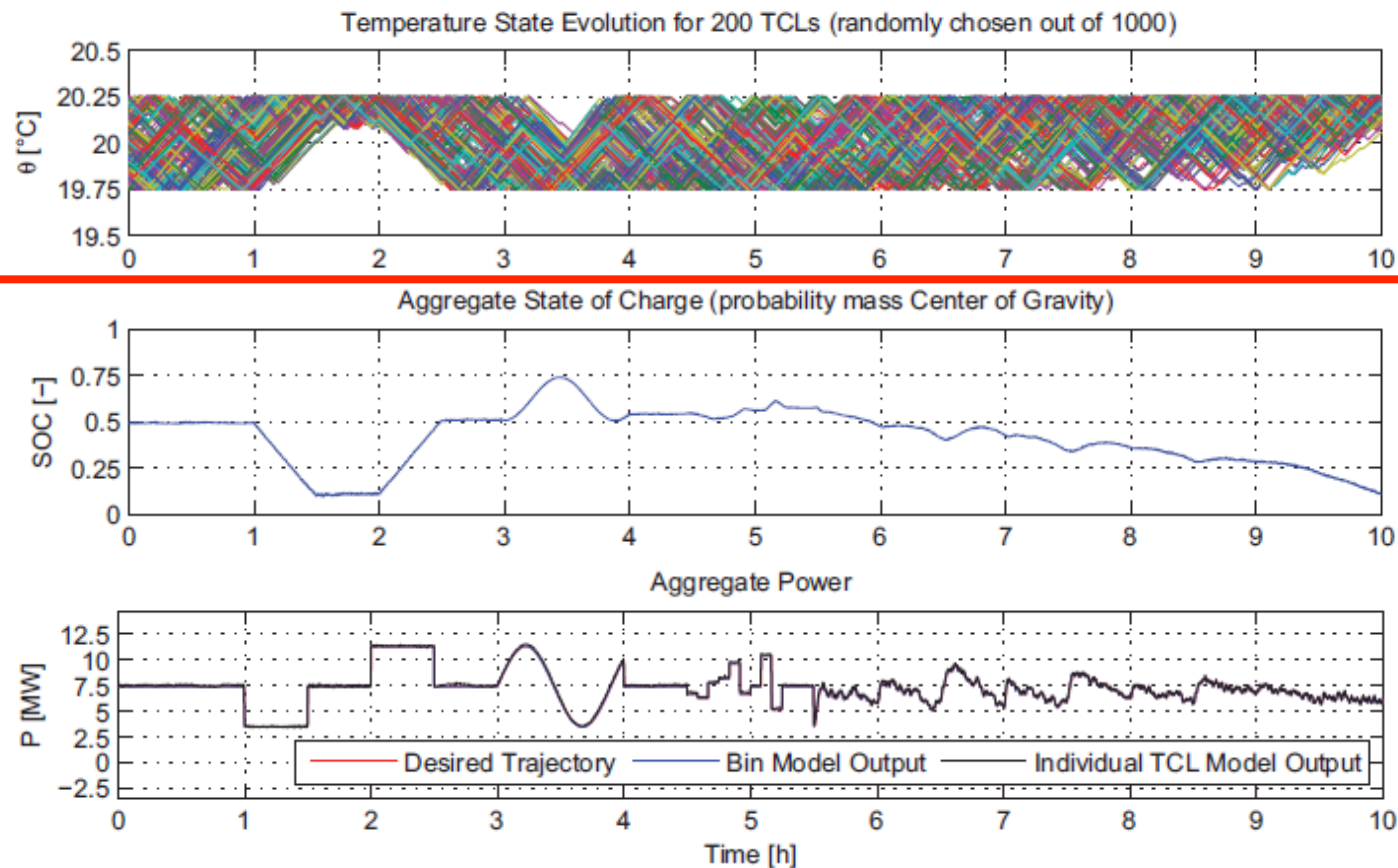 Temperature State Evolution for 200 TCLs (randomly chosen out of 1000)
20.5
20.25
20
19.75
19.5
θ [°C]
0 1 2 3 4 5 6 7 8 9 10
Aggregate State of Charge (probability mass Center of Gravity)
1
0.75
0.5
0.25
0
SOC [−]
0 1 2 3 4 5 6 7 8 9 10
Aggregate Power
12.5
10
7.5
5
2.5
0
−2.5
P [MW]
Desired Trajectory Bin Model Output Individual TCL Model Output
0 1 2 3 4 5 6 7 8 9 10
Time [h]